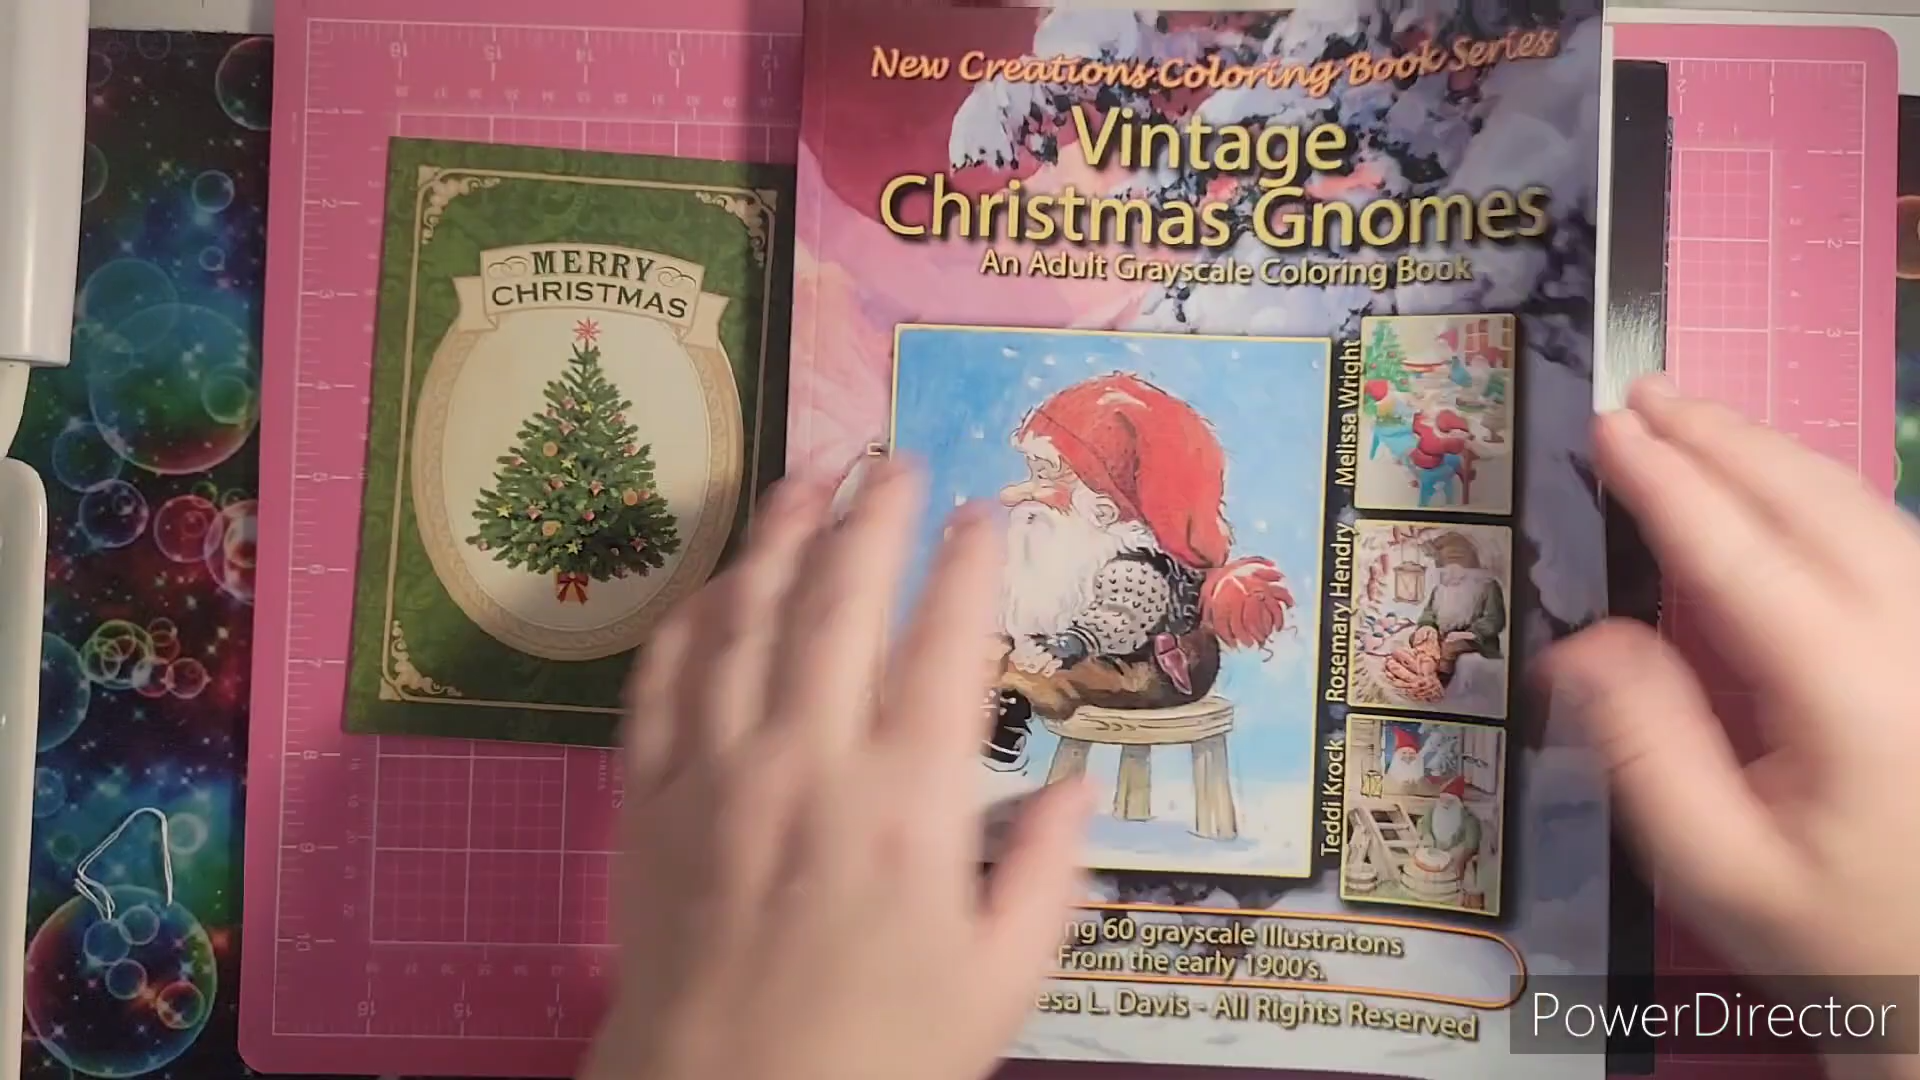 MERRY
CHRISTMAS
New Creations Coloring Book Series
Vintage
Christmas Gnomes
An Adult Grayscale Coloring Book
Melissa Wright
Rosemary Hendry
Teddi Krock
60 grayscale Illustratons
From the early 1900's.
L. Davis - All Rights Reserved
PowerDirector